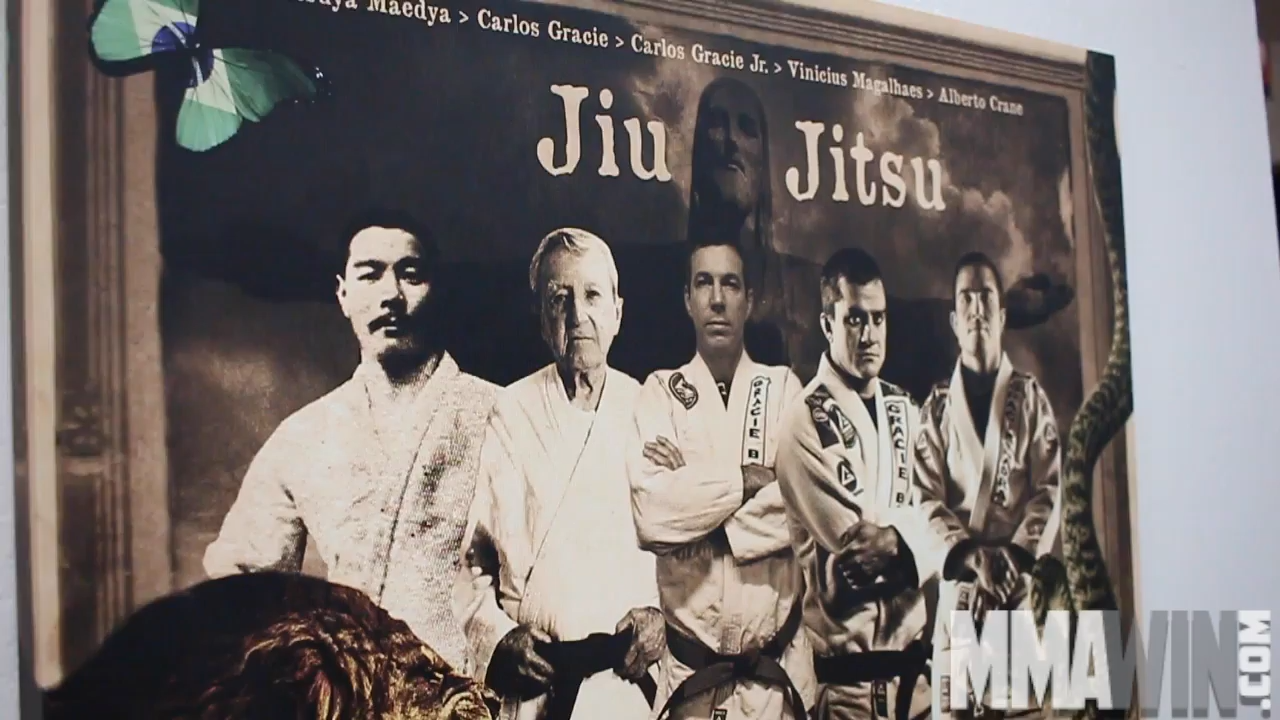 Maedya > Carlos Gracie > Carlos Gracie Jr. > Vinicius Magalhaes > Alberto Crane
Jiu Jitsu
GRACIE B
GRACIE B
MMAWIN.COM